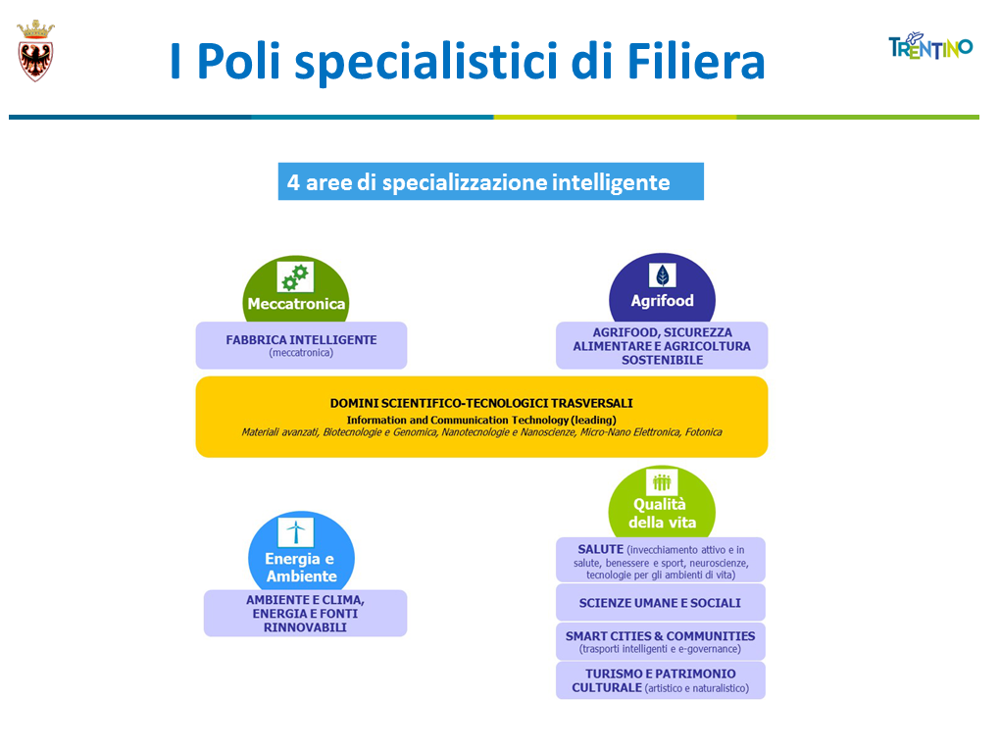 I Poli specialistici di Filiera
TRENTINO
4 aree di specializzazione intelligente
Meccatronica
FABBRICA INTELLIGENTE
(meccatronica)
Agrifood
AGRIFOOD, SICUREZZA
ALIMENTARE E AGRICOLTURA
SOSTENIBILE
DOMINI SCIENTIFICO-TECNOLOGICI TRASVERSALI
Information and Communication Technology (leading)
Materiali avanzati, Biotecnologie e Genomica, Nanotecnologie e Nanoscienze, Micro-Nano Elettronica, Fotonica
Energia e
Ambiente
AMBIENTE E CLIMA,
ENERGIA E FONTI
RINNOVABILI
Qualità
della vita
SALUTE (invecchiamento attivo e in
salute, benessere e sport, neuroscienze,
tecnologie per gli ambienti di vita)
SCIENZE UMANE E SOCIALI
SMART CITIES & COMMUNITIES
(trasporti intelligenti e e-governance)
TURISMO E PATRIMONIO
CULTURALE (artistico e naturalistico)